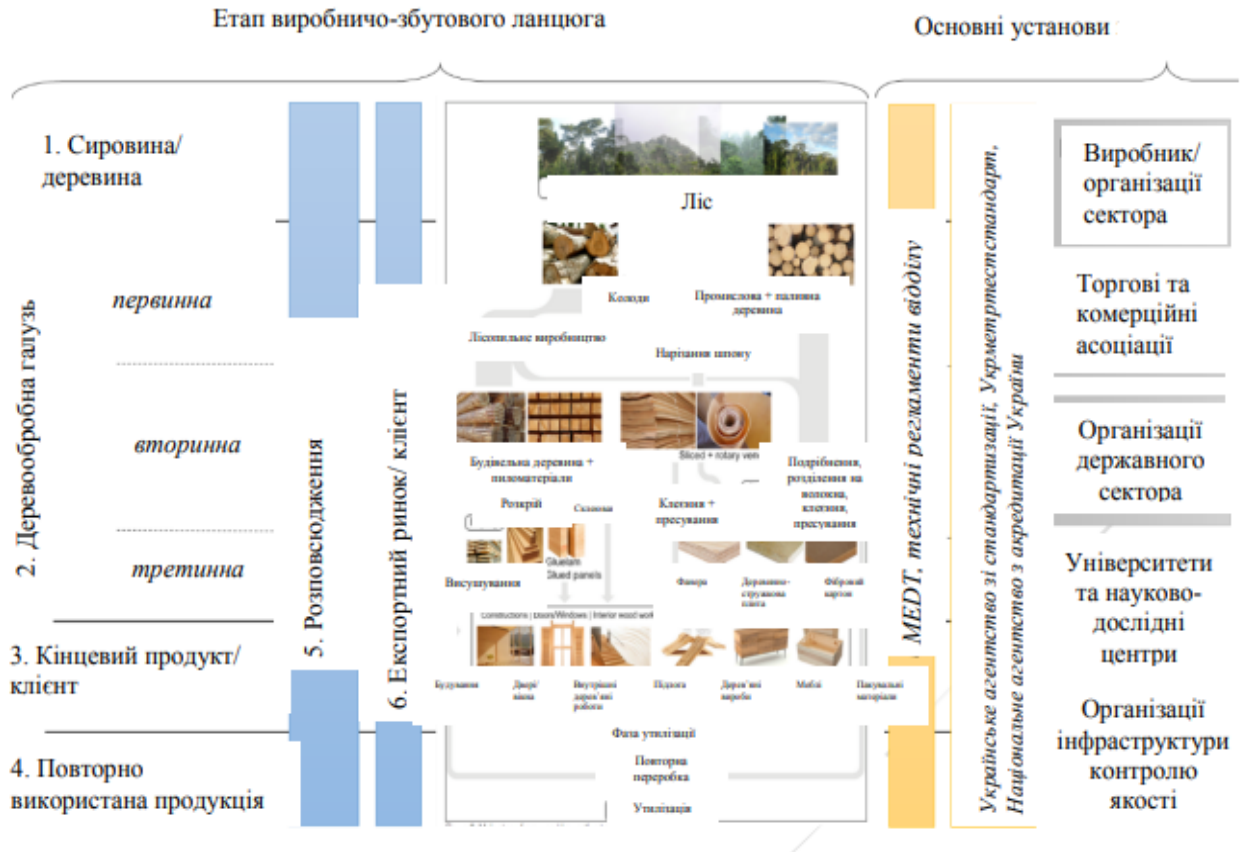 Етап виробничо-збутового ланцюга
Основні установи
1. Сировина/
деревина
2. Деревообробна галузь
первинна
вторинна
третинна
3. Кінцевий продукт/
клієнт
4. Повторно
використана продукція
5. Розповсюдження
6. Експортний ринок/ клієнт
Ліс
Колоди
Промислова + паливна
деревина
Лісопильне виробництво
Нарізання шпону
Sliced + rotary
Будівельна деревина +
пиломатеріали
Подрібнення,
розділення на
волокна,
клеїння,
пресування
Розкрій
Склеювання
Клеїння +
пресування
Висушування
Gluelam
Glued panels
Фанера
Деревинно-
стружкова
плита
Фібровий
картон
Constructions | Doors/Windows | Interior wood work
Будування
Двері/
вікна
Внутрішні
дерев’яні
роботи
Підлога
Дерев’яні
вироби
Меблі
Пакувальні
матеріали
Фаза утилізації
Повторна
переробка
Утилізація
MEDT, технічні регламенти відділу
Українське агентство зі стандартизації, Укрметртестстандарт,
Національне агентство з акредитації України
Виробник/
організації
сектора
Торгові та
комерційні
асоціації
Організації
державного
сектора
Університети
та науково-
дослідні
центри
Організації
інфраструктури
контролю
якості